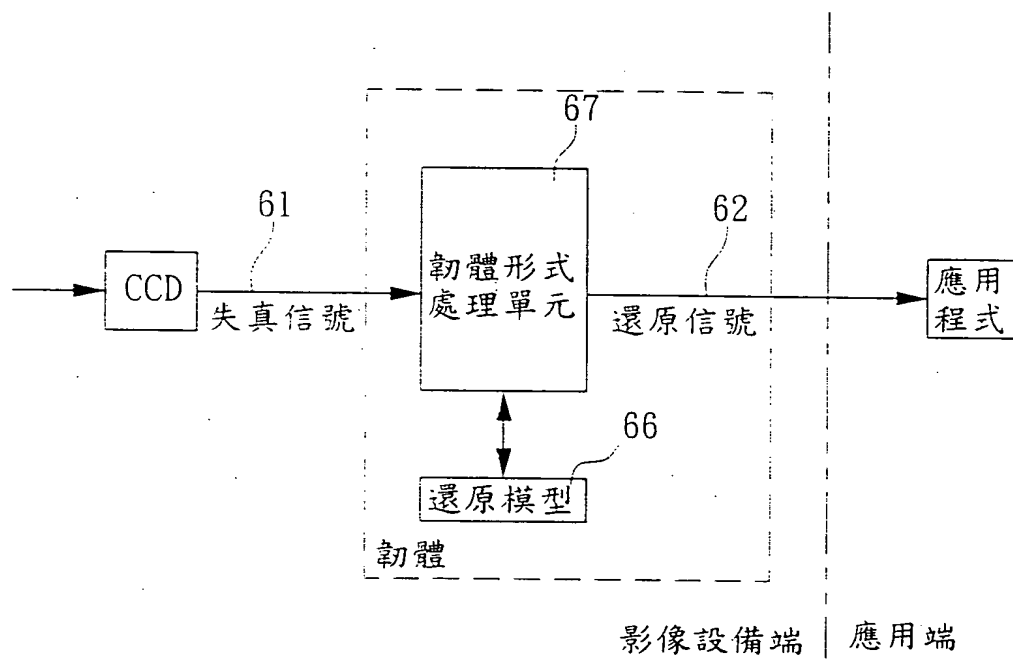 67
61
62
CCD
韌體形式
處理單元
應用
程式
失真信號
還原信號
66
還原模型
韌體
影像設備端
應用端